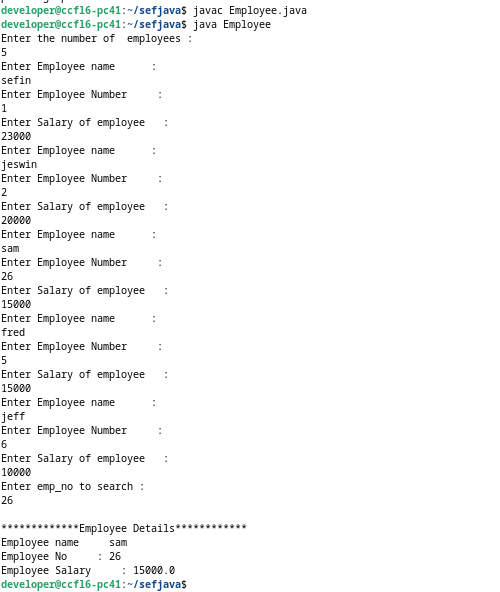 developer@ccfl6-pc41:~/sefjava$ javac Employee.java
developer@ccfl6-pc41:~/sefjava$ java Employee
Enter the number of  employees :
5
Enter Employee name      :
sefin
Enter Employee Number     :
1
Enter Salary of employee   :
23000
Enter Employee name      :
jeswin
Enter Employee Number     :
2
Enter Salary of employee   :
20000
Enter Employee name      :
sam
Enter Employee Number     :
26
Enter Salary of employee   :
15000
Enter Employee name      :
fred
Enter Employee Number     :
5
Enter Salary of employee   :
15000
Enter Employee name      :
jeff
Enter Employee Number     :
6
Enter Salary of employee   :
10000
Enter emp_no to search :
26

*************Employee Details************
Employee name     sam
Employee No     : 26
Employee Salary     : 15000.0
developer@ccfl6-pc41:~/sefjava$